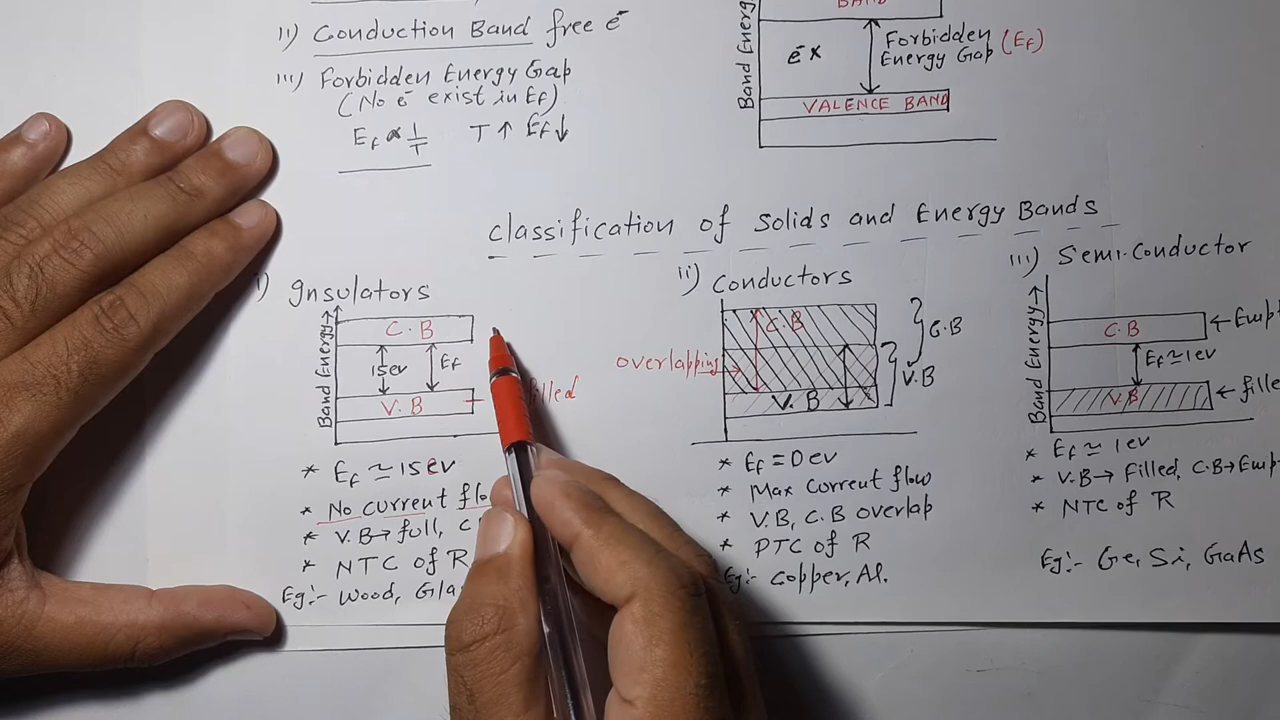 ii) Conduction Band free e⁻
iii) Forbidden Energy Gap
(No e⁻ exist in Ef)
Ef ∝ 1/T T↑ Ef↓
BAND
Band Energy
e⁻ x
Forbidden
Energy Gap (Ef)
VALENCE BAND
classification of solids and Energy Bands
i) Insulators
Band Energy→
C.B
15ev
Ef
V.B
filled
* Ef ≃ 15ev
* No current flo
* V.B→ full, C
* NTC of R
Eg:- Wood, Gla
ii) Conductors
C.B
overlapping
V.B
C.B
V.B
* Ef = 0ev
* Max current flow
* V.B, C.B overlap
* PTC of R
Eg:- Copper, Al.
iii) Semi-Conductor
Band Energy→
C.B
←Empt
Ef≃1ev
V.B
←fille
* Ef ≃ 1ev
* V.B→ Filled, C.B→Empt
* NTC of R
Eg:- Ge, Si, GaAs